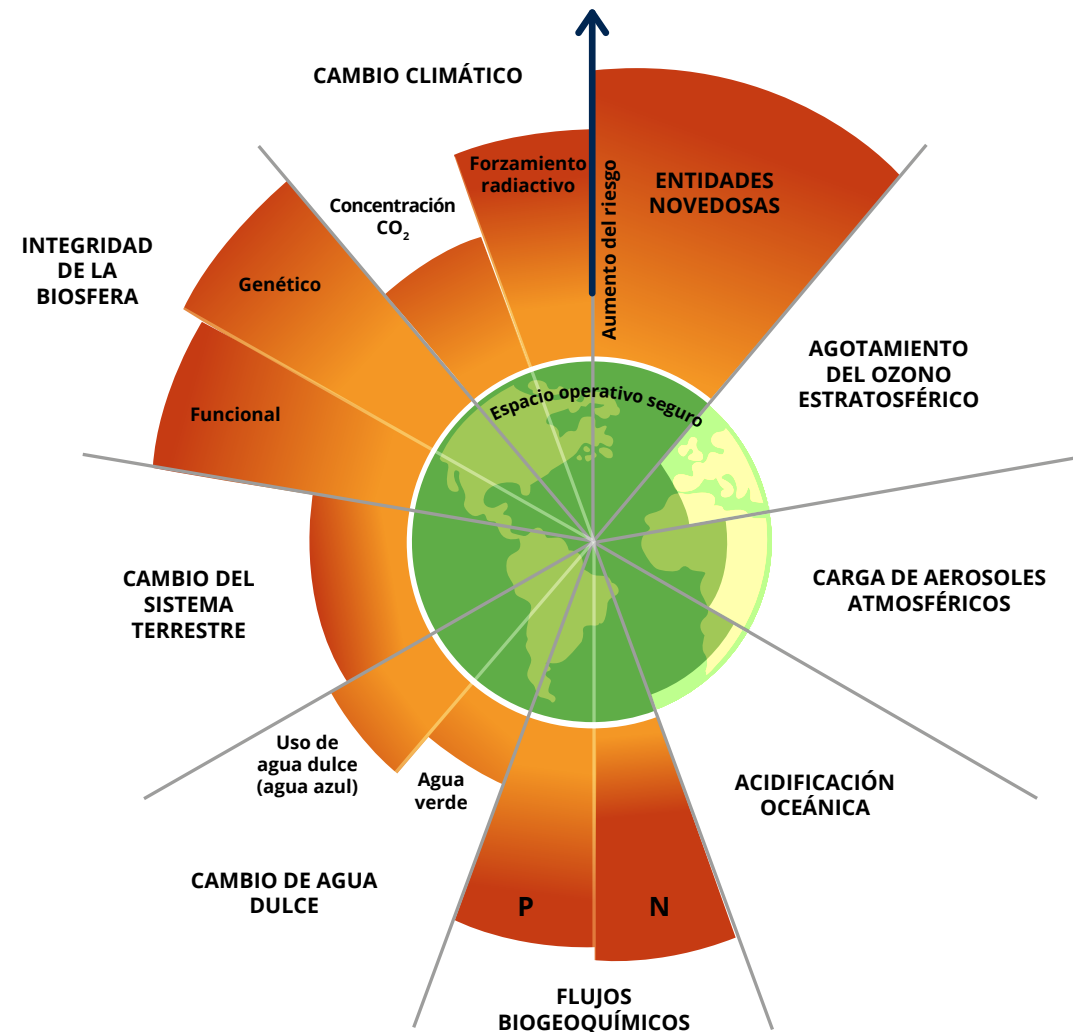 CAMBIO CLIMÁTICO
Forzamiento
radiactivo
Aumento del riesgo
ENTIDADES
NOVEDOSAS
Concentración
CO₂
INTEGRIDAD
DE LA
BIOSFERA
Genético
Funcional
AGOTAMIENTO
DEL OZONO
ESTRATOSFÉRICO
Espacio operativo seguro
CAMBIO DEL
SISTEMA
TERRESTRE
CARGA DE AEROSOLES
ATMOSFÉRICOS
Uso de
agua dulce
(agua azul)
Agua
verde
ACIDIFICACIÓN
OCEÁNICA
CAMBIO DE AGUA
DULCE
P
N
FLUJOS
BIOGEOQUÍMICOS